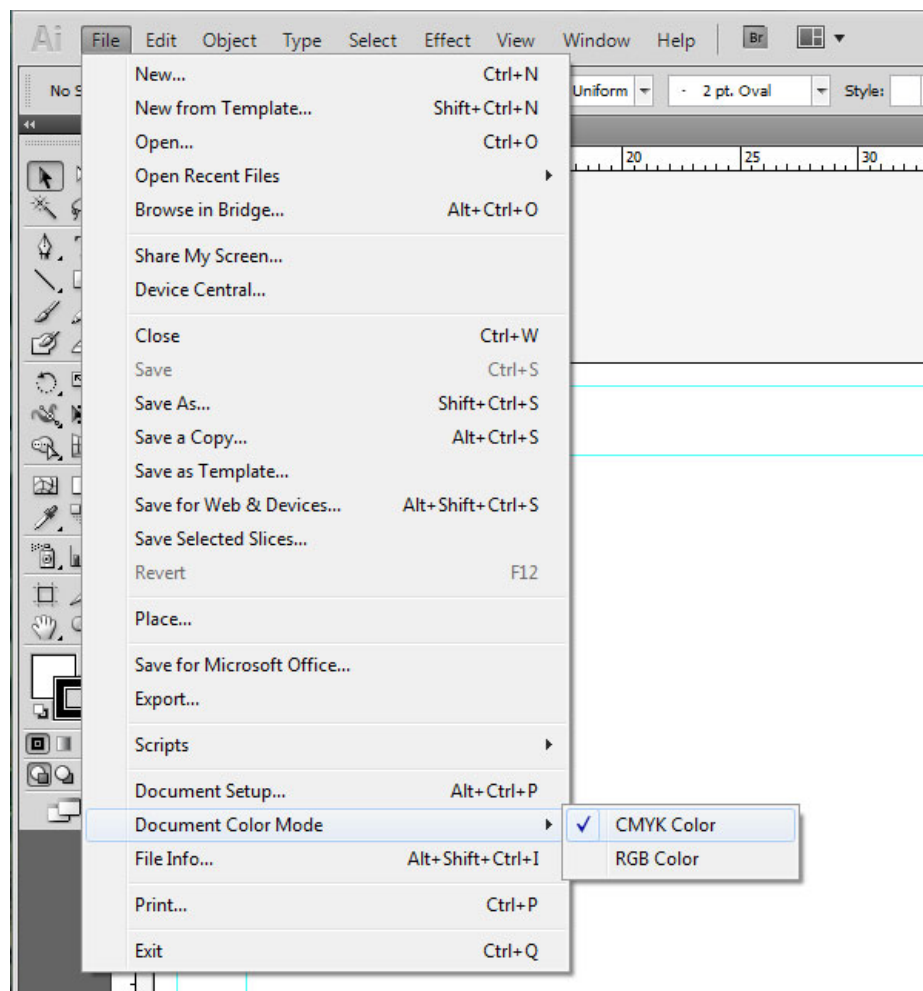 Ai File Edit Object Type Select Effect View Window Help Br
No S Uniform 2 pt. Oval Style:
20 25 30
New... Ctrl+N
New from Template... Shift+Ctrl+N
Open... Ctrl+O
Open Recent Files
Browse in Bridge... Alt+Ctrl+O
Share My Screen...
Device Central...
Close Ctrl+W
Save Ctrl+S
Save As... Shift+Ctrl+S
Save a Copy... Alt+Ctrl+S
Save as Template...
Save for Web & Devices... Alt+Shift+Ctrl+S
Save Selected Slices...
Revert F12
Place...
Save for Microsoft Office...
Export...
Scripts
Document Setup... Alt+Ctrl+P
Document Color Mode CMYK Color
File Info... Alt+Shift+Ctrl+I RGB Color
Print... Ctrl+P
Exit Ctrl+Q